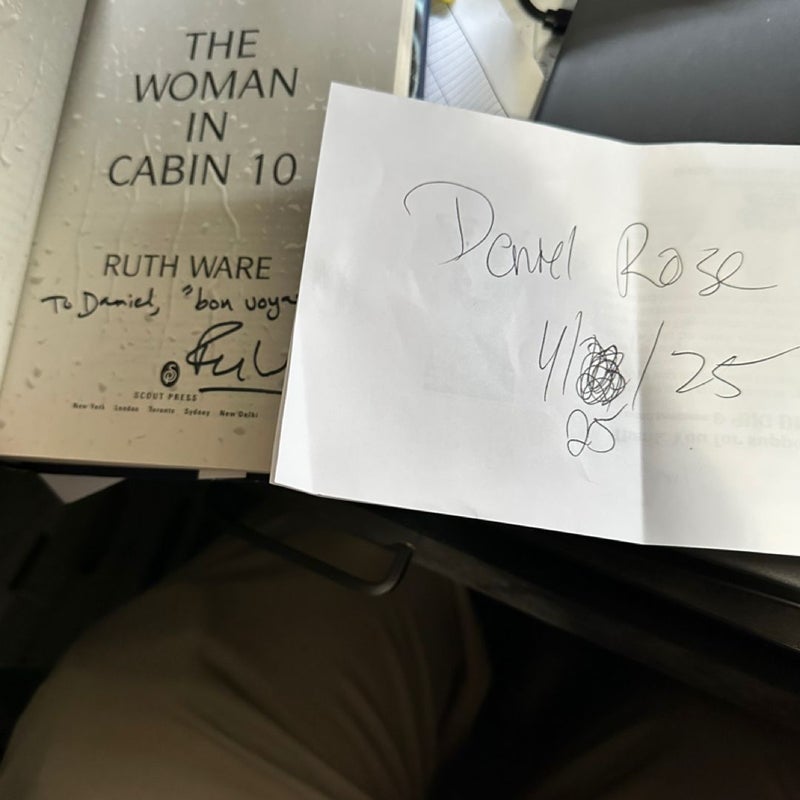 THE
WOMAN
IN
CABIN 10
RUTH WARE
To Daniel, "bon voya
SCOUT PRESS
New York London Toronto Sydney New Delhi
Daniel Rose
4/ /25
25